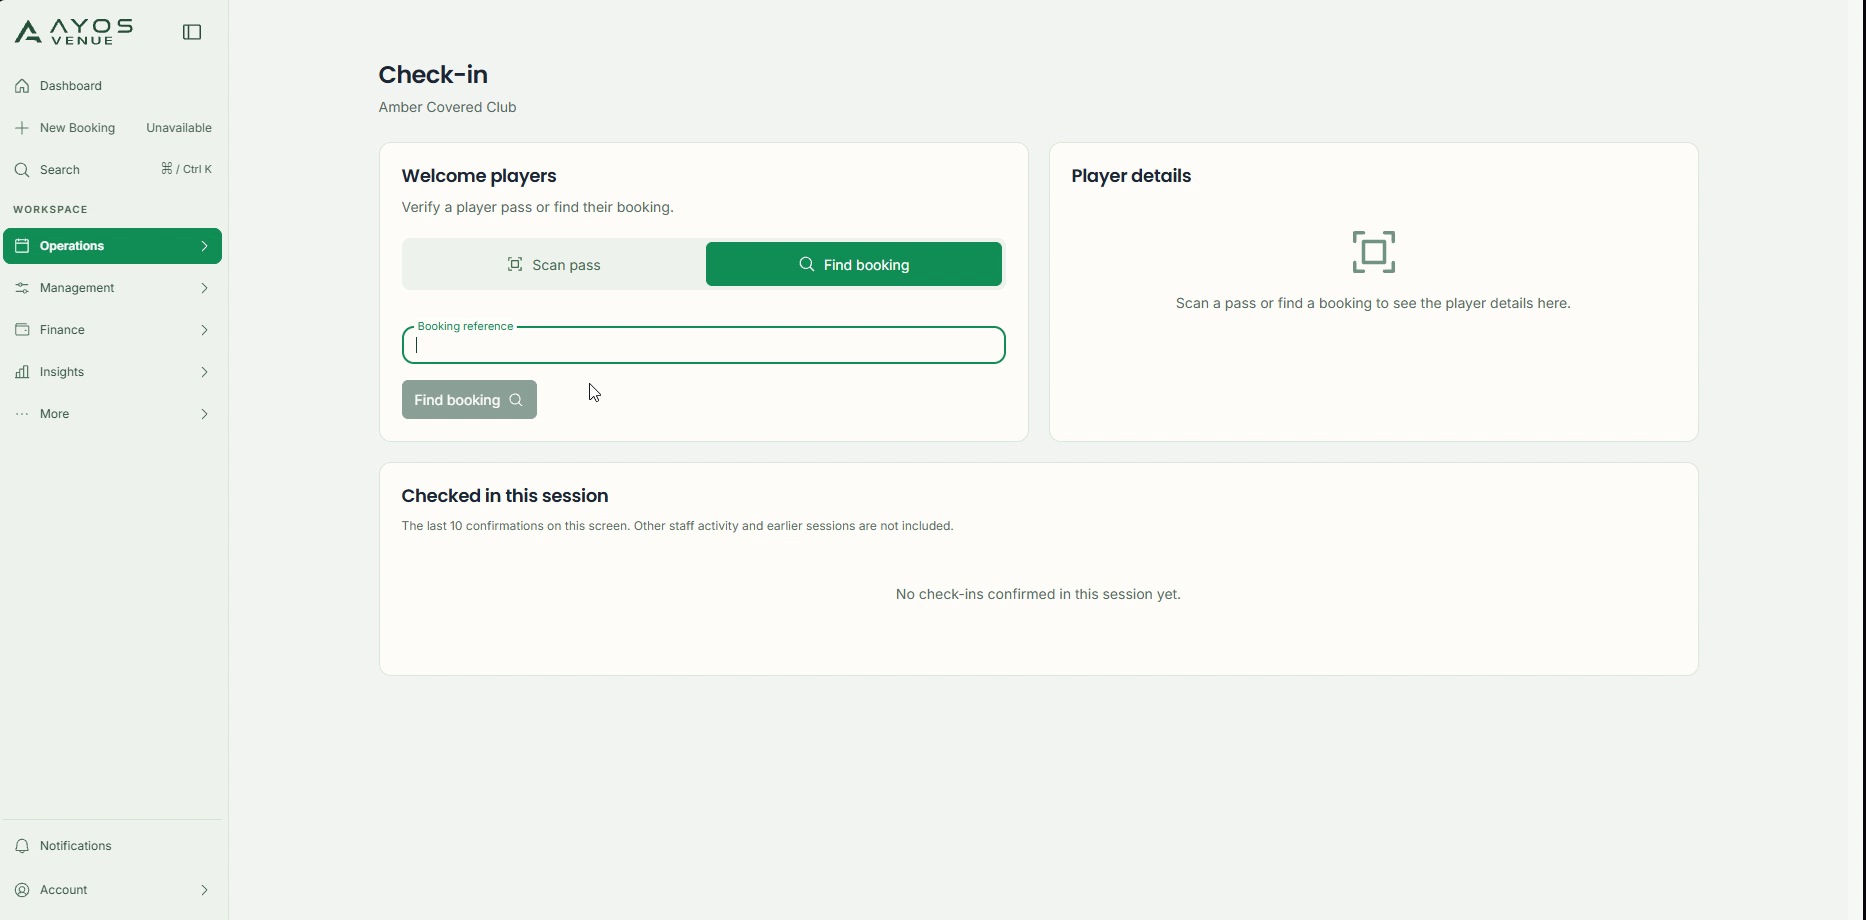 AYOS
VENUE
Dashboard
New Booking Unavailable
Search ⌘ / Ctrl K
WORKSPACE
Operations
Management
Finance
Insights
More
Notifications
Account
Check-in
Amber Covered Club
Welcome players
Verify a player pass or find their booking.
Scan pass
Find booking
Booking reference
Find booking
Player details
Scan a pass or find a booking to see the player details here.
Checked in this session
The last 10 confirmations on this screen. Other staff activity and earlier sessions are not included.
No check-ins confirmed in this session yet.